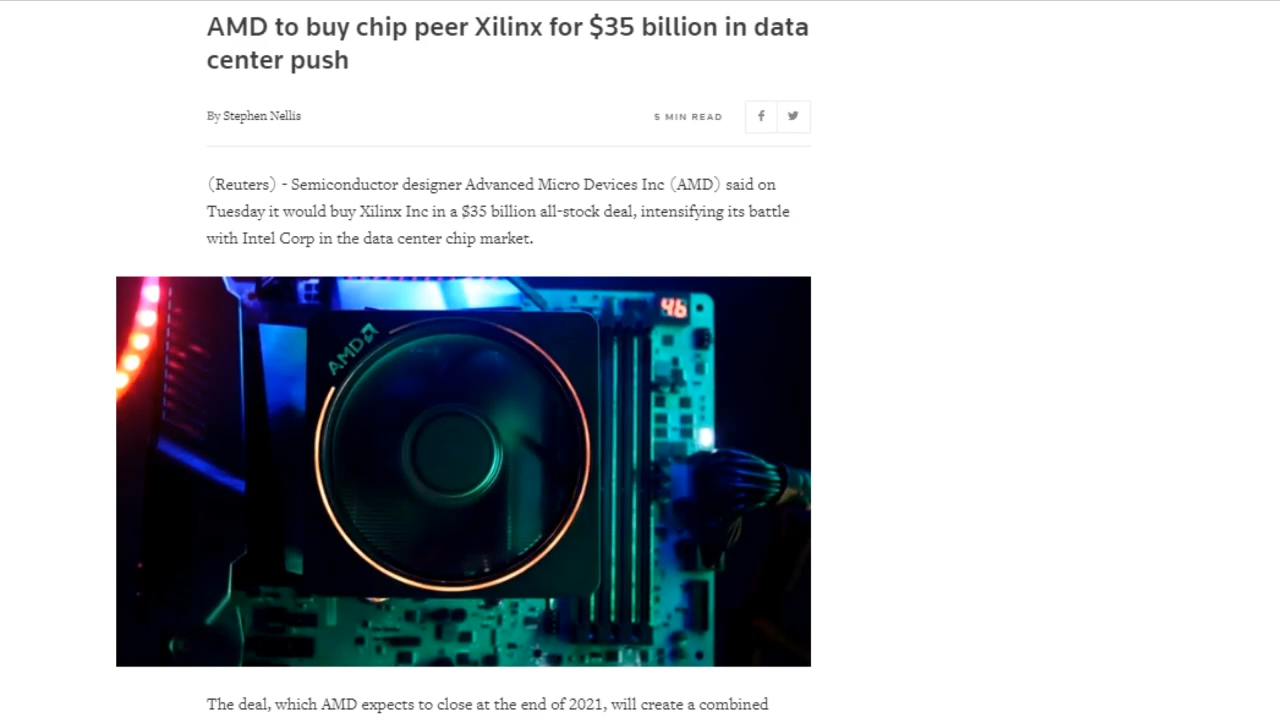 AMD to buy chip peer Xilinx for $35 billion in data
center push
By Stephen Nellis
5 MIN READ
(Reuters) - Semiconductor designer Advanced Micro Devices Inc (AMD) said on
Tuesday it would buy Xilinx Inc in a $35 billion all-stock deal, intensifying its battle
with Intel Corp in the data center chip market.
AMD
46
The deal, which AMD expects to close at the end of 2021, will create a combined